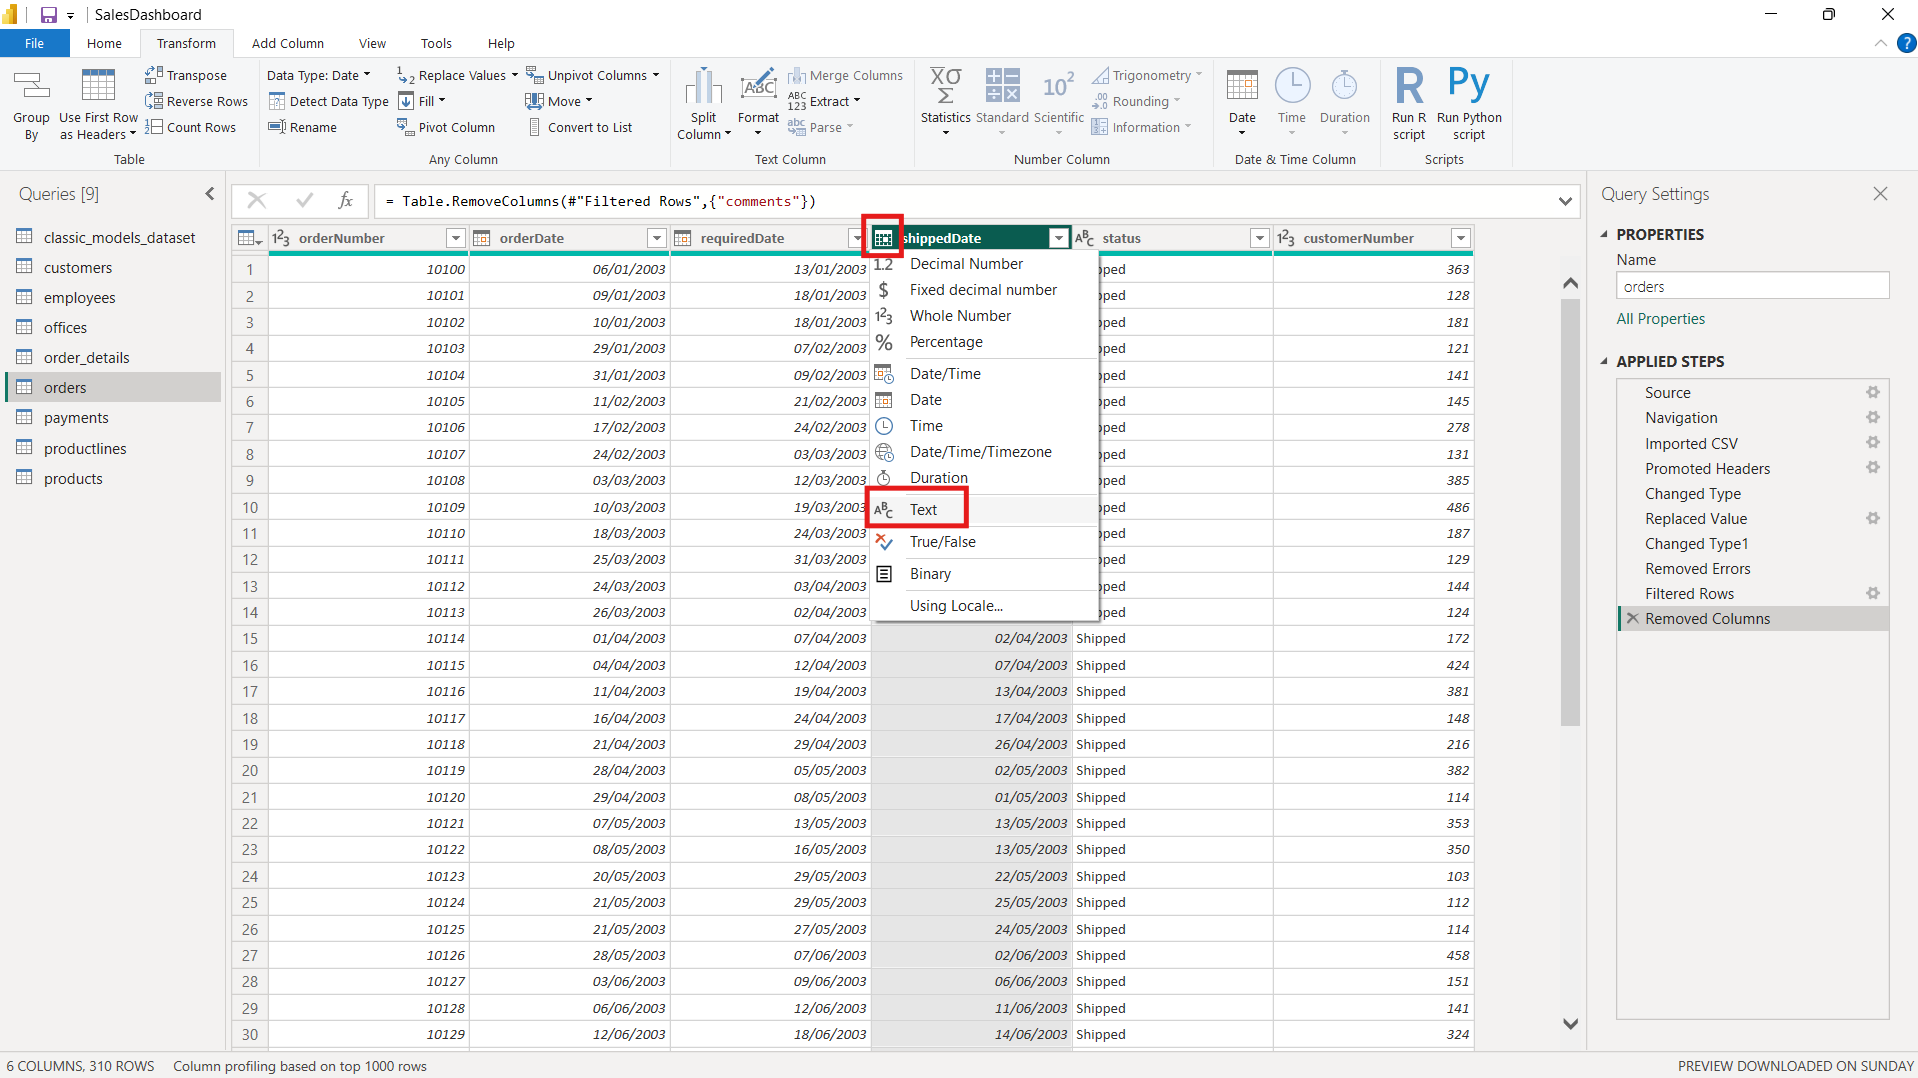 SalesDashboard
File Home Transform Add Column View Tools Help
Group By
Use First Row as Headers
Transpose
Reverse Rows
Count Rows
Table
Data Type: Date
Detect Data Type
Rename
Replace Values
Fill
Pivot Column
Unpivot Columns
Move
Convert to List
Any Column
Split Column
Format
Merge Columns
Extract
Parse
Text Column
Statistics
Standard
Scientific
Trigonometry
Rounding
Information
Number Column
Date
Time
Duration
Date & Time Column
Run R script
Run Python script
Scripts
Queries [9]
classic_models_dataset
customers
employees
offices
order_details
orders
payments
productlines
products
= Table.RemoveColumns(#"Filtered Rows",{"comments"})
orderNumber orderDate requiredDate shippedDate status customerNumber
1 10100 06/01/2003 13/01/2003 pped 363
2 10101 09/01/2003 18/01/2003 pped 128
3 10102 10/01/2003 18/01/2003 pped 181
4 10103 29/01/2003 07/02/2003 pped 121
5 10104 31/01/2003 09/02/2003 pped 141
6 10105 11/02/2003 21/02/2003 pped 145
7 10106 17/02/2003 24/02/2003 pped 278
8 10107 24/02/2003 03/03/2003 pped 131
9 10108 03/03/2003 12/03/2003 pped 385
10 10109 10/03/2003 19/03/2003 pped 486
11 10110 18/03/2003 24/03/2003 pped 187
12 10111 25/03/2003 31/03/2003 pped 129
13 10112 24/03/2003 03/04/2003 pped 144
14 10113 26/03/2003 02/04/2003 pped 124
15 10114 01/04/2003 07/04/2003 02/04/2003 Shipped 172
16 10115 04/04/2003 12/04/2003 07/04/2003 Shipped 424
17 10116 11/04/2003 19/04/2003 13/04/2003 Shipped 381
18 10117 16/04/2003 24/04/2003 17/04/2003 Shipped 148
19 10118 21/04/2003 29/04/2003 26/04/2003 Shipped 216
20 10119 28/04/2003 05/05/2003 02/05/2003 Shipped 382
21 10120 29/04/2003 08/05/2003 01/05/2003 Shipped 114
22 10121 07/05/2003 13/05/2003 13/05/2003 Shipped 353
23 10122 08/05/2003 16/05/2003 13/05/2003 Shipped 350
24 10123 20/05/2003 29/05/2003 22/05/2003 Shipped 103
25 10124 21/05/2003 29/05/2003 25/05/2003 Shipped 112
26 10125 21/05/2003 27/05/2003 24/05/2003 Shipped 114
27 10126 28/05/2003 07/06/2003 02/06/2003 Shipped 458
28 10127 03/06/2003 09/06/2003 06/06/2003 Shipped 151
29 10128 06/06/2003 12/06/2003 11/06/2003 Shipped 141
30 10129 12/06/2003 18/06/2003 14/06/2003 Shipped 324
1.2 Decimal Number
$ Fixed decimal number
123 Whole Number
% Percentage
Date/Time
Date
Time
Date/Time/Timezone
Duration
ABC Text
True/False
Binary
Using Locale...
Query Settings
PROPERTIES
Name
orders
All Properties
APPLIED STEPS
Source
Navigation
Imported CSV
Promoted Headers
Changed Type
Replaced Value
Changed Type1
Removed Errors
Filtered Rows
Removed Columns
6 COLUMNS, 310 ROWS Column profiling based on top 1000 rows PREVIEW DOWNLOADED ON SUNDAY